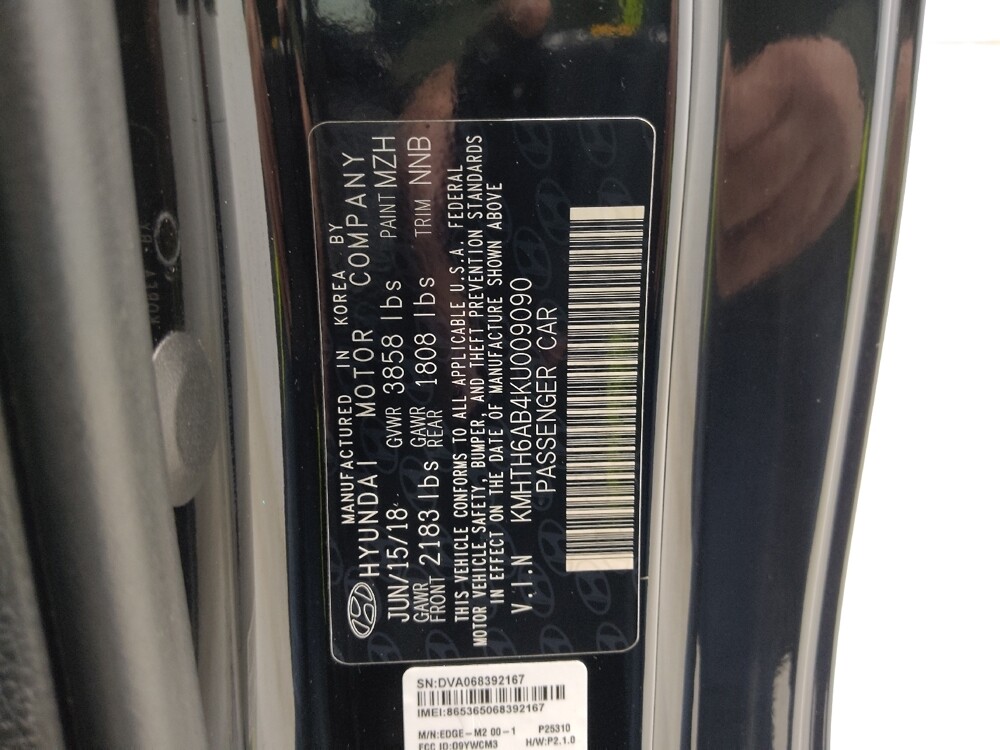 MANUFACTURED IN KOREA BY
HYUNDAI MOTOR COMPANY
JUN/15/18 GVWR 3858 lbs PAINT MZH
GAWR FRONT 2183 lbs GAWR REAR 1808 lbs TRIM NNB
THIS VEHICLE CONFORMS TO ALL APPLICABLE U.S.A. FEDERAL
MOTOR VEHICLE SAFETY, BUMPER, AND THEFT PREVENTION STANDARDS
IN EFFECT ON THE DATE OF MANUFACTURE SHOWN ABOVE
V.I.N KMHTH6AB4KU009090
PASSENGER CAR
SN:DVA068392167
IMEI:865365068392167
M/N:EDGE-M2 00-1 P25310
FCC ID:O9YWCM3 H/W:P2.1.0